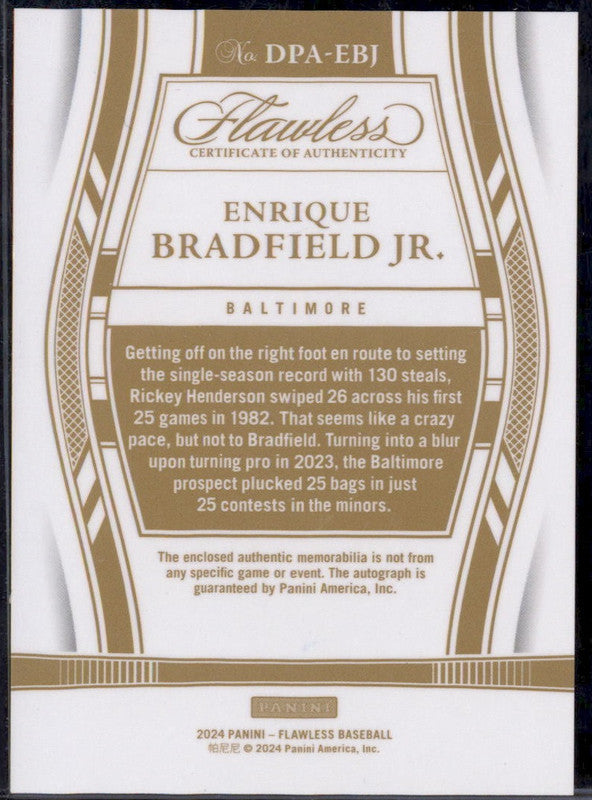 No. DPA-EBJ
Flawless
CERTIFICATE OF AUTHENTICITY
ENRIQUE
BRADFIELD JR.
BALTIMORE
Getting off on the right foot en route to setting
the single-season record with 130 steals,
Rickey Henderson swiped 26 across his first
25 games in 1982. That seems like a crazy
pace, but not to Bradfield. Turning into a blur
upon turning pro in 2023, the Baltimore
prospect plucked 25 bags in just
25 contests in the minors.
The enclosed authentic memorabilia is not from
any specific game or event. The autograph is
guaranteed by Panini America, Inc.
PANINI
2024 PANINI – FLAWLESS BASEBALL
帕尼尼 © 2024 Panini America, Inc.